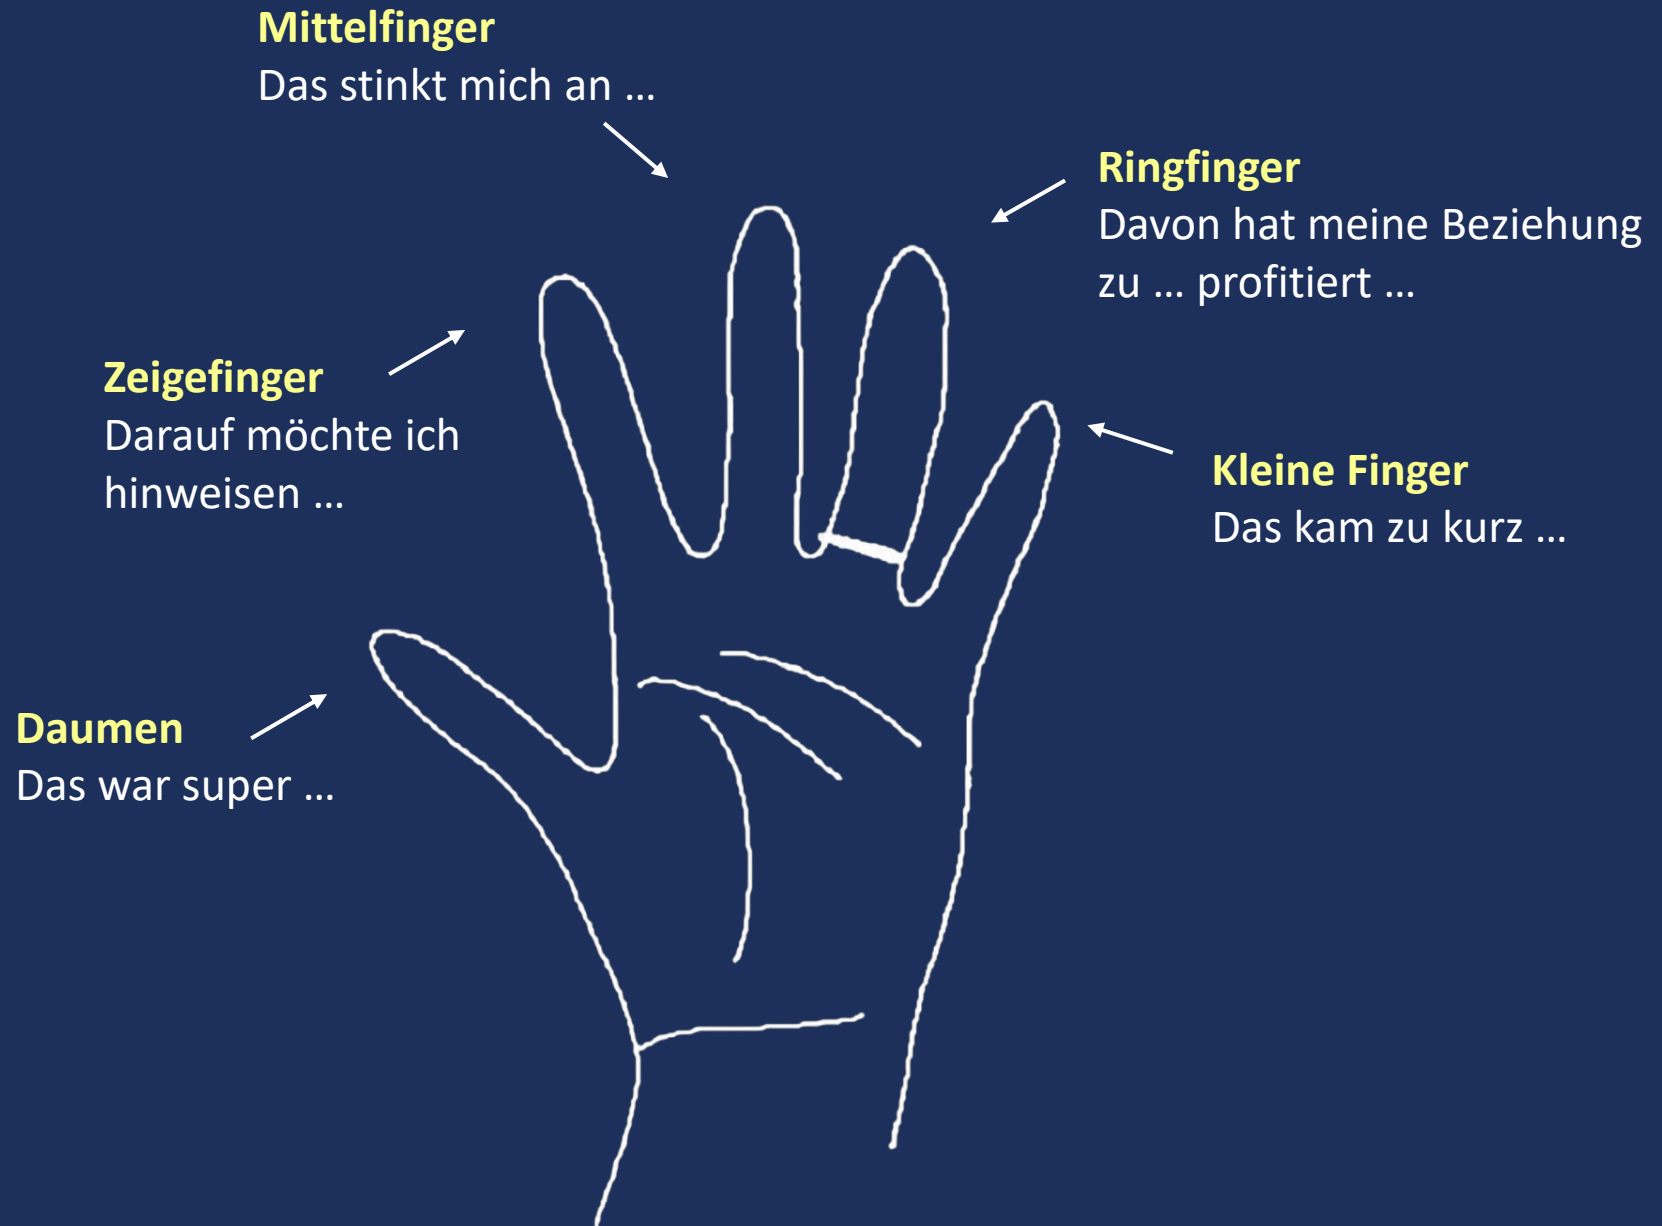 Mittelfinger
Das stinkt mich an …
Ringfinger
Davon hat meine Beziehung
zu … profitiert …
Zeigefinger
Darauf möchte ich
hinweisen …
Kleine Finger
Das kam zu kurz …
Daumen
Das war super …